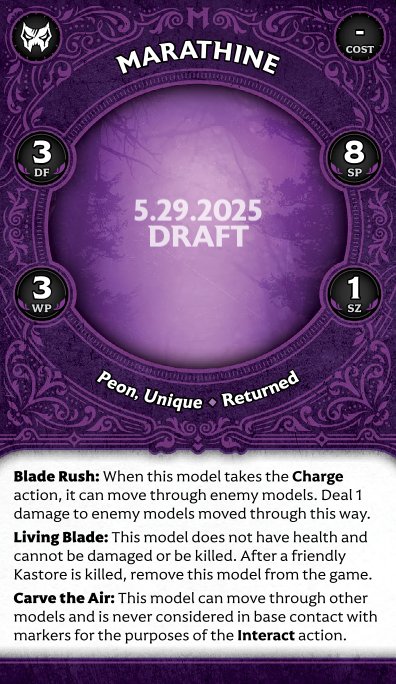 MARATHINE
-
COST
3
DF
8
SP
5.29.2025
DRAFT
3
WP
1
SZ
Peon, Unique ◆ Returned
Blade Rush: When this model takes the Charge
action, it can move through enemy models. Deal 1
damage to enemy models moved through this way.
Living Blade: This model does not have health and
cannot be damaged or be killed. After a friendly
Kastore is killed, remove this model from the game.
Carve the Air: This model can move through other
models and is never considered in base contact with
markers for the purposes of the Interact action.